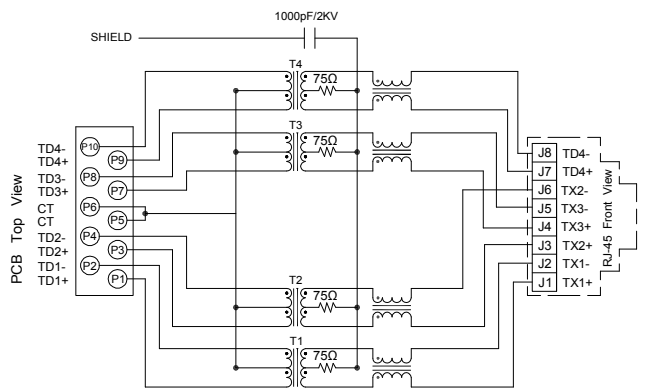 1000pF/2KV
SHIELD
T4
75Ω
T3
75Ω
PCB Top View
TD4-
TD4+
TD3-
TD3+
CT
CT
TD2-
TD2+
TD1-
TD1+
P10
P9
P8
P7
P6
P5
P4
P3
P2
P1
T2
75Ω
T1
75Ω
J8 TD4-
J7 TD4+
J6 TX2-
J5 TX3-
J4 TX3+
J3 TX2+
J2 TX1-
J1 TX1+
RJ-45 Front View